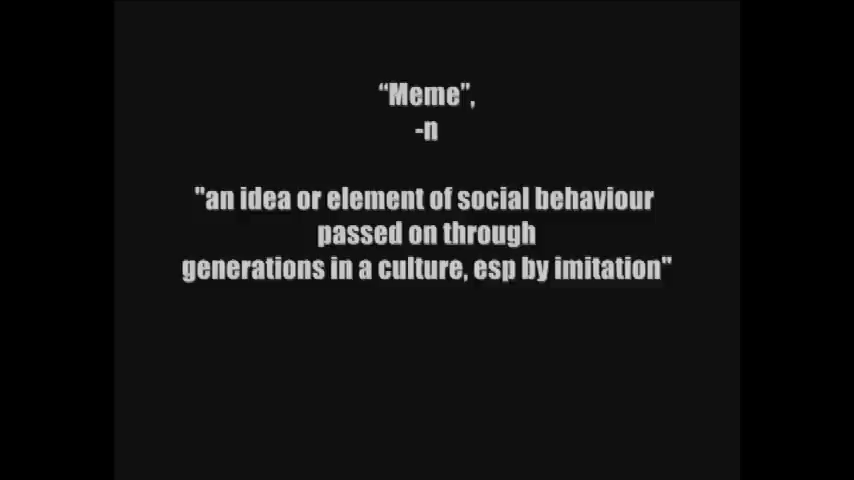 “Meme”,
-n
"an idea or element of social behaviour
passed on through
generations in a culture, esp by imitation"